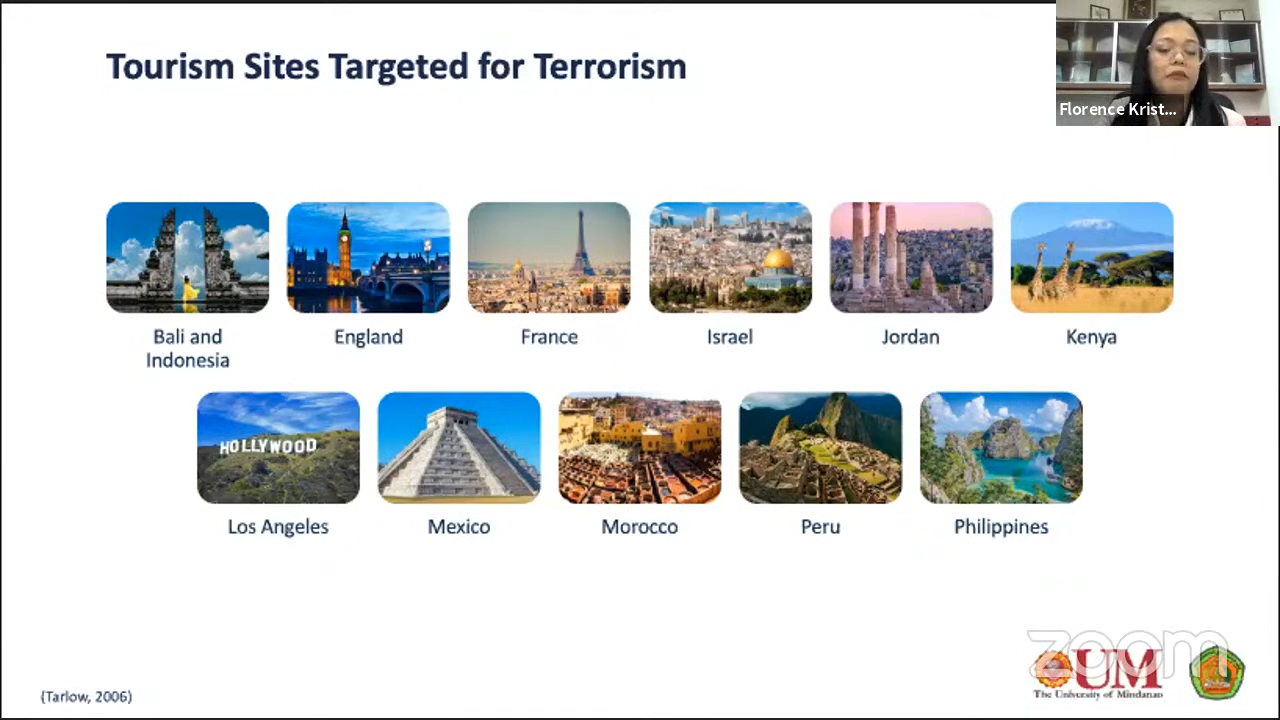 Tourism Sites Targeted for Terrorism
Florence Krist...
Bali and
Indonesia
England
France
Israel
Jordan
Kenya
HOLLYWOOD
Los Angeles
Mexico
Morocco
Peru
Philippines
zoom
UM
The University of Mindanao
(Tarlow, 2006)